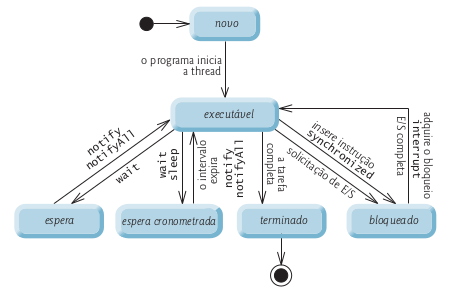 novo
o programa inicia
a thread
executável
notify
notifyAll
wait
wait
sleep
o intervalo
expira
notify
notifyAll
a tarefa
completa
insere instrução
synchronized
solicitação de E/S
adquire o bloqueio
interrupt
E/S completa
espera
espera cronometrada
terminado
bloqueado